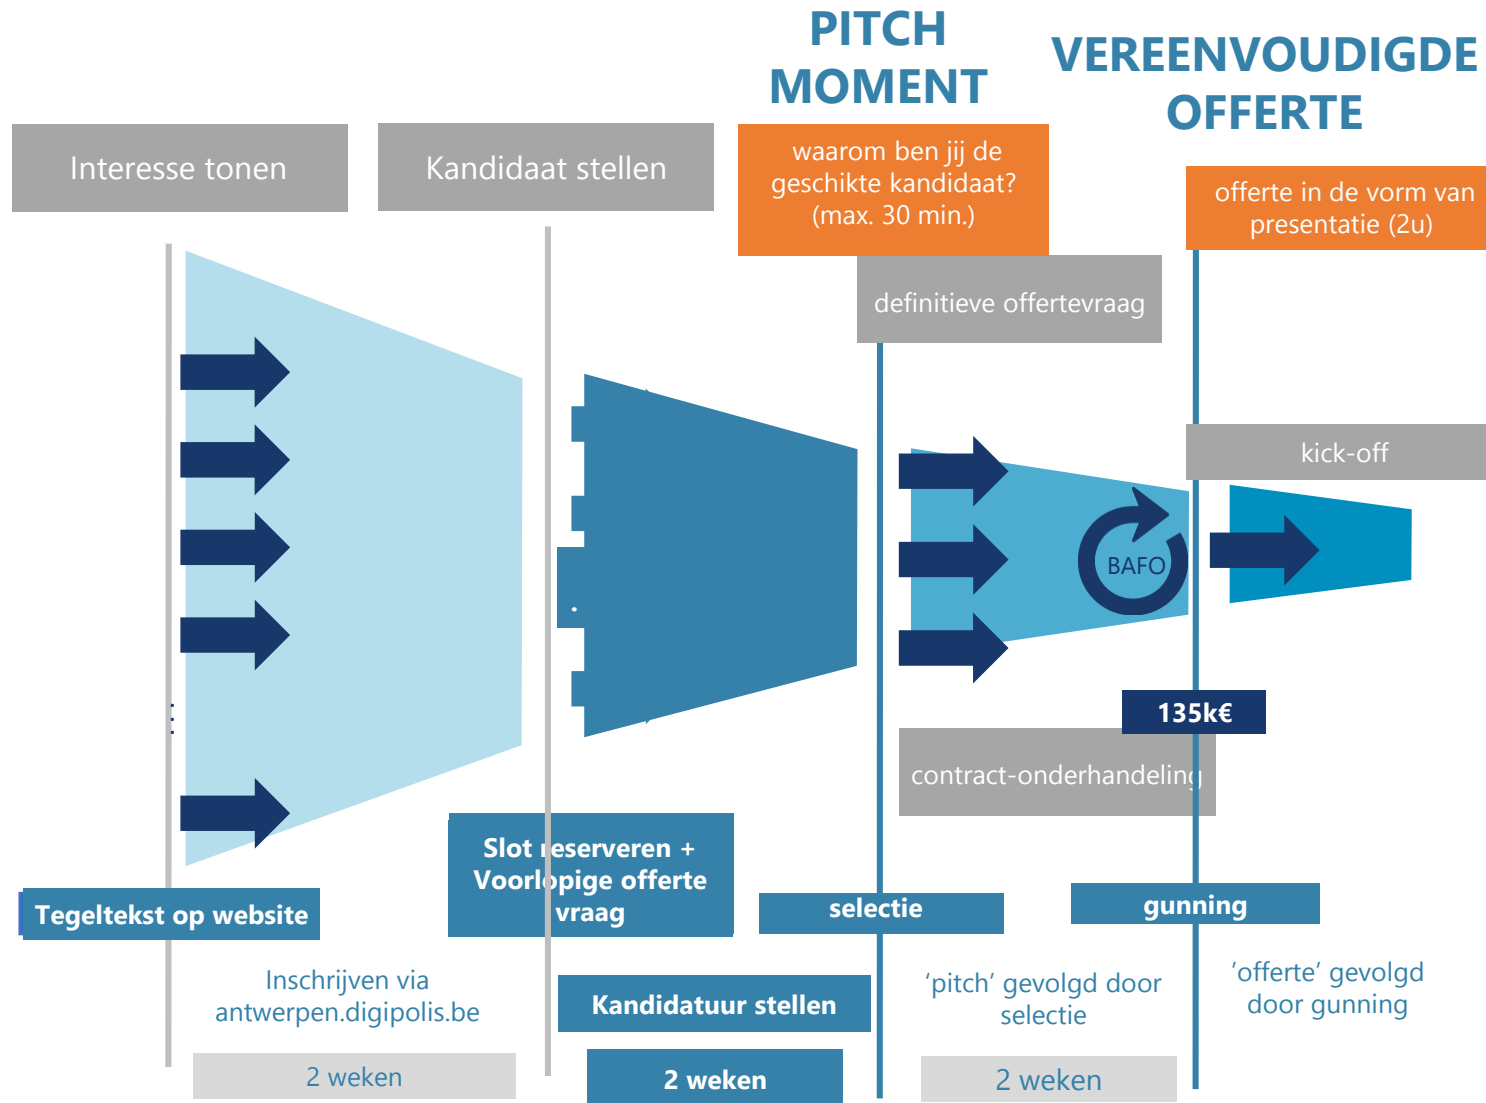 PITCH
MOMENT
VEREENVOUDIGDE
OFFERTE
Interesse tonen
Kandidaat stellen
waarom ben jij de
geschikte kandidaat?
(max. 30 min.)
offerte in de vorm van
presentatie (2u)
definitieve offertevraag
kick-off
BAFO
135k€
contract-onderhandeling
Slot reserveren +
Voorlopige offerte
vraag
Tegeltekst op website
selectie
gunning
Inschrijven via
antwerpen.digipolis.be
Kandidatuur stellen
‘pitch’ gevolgd door
selectie
’offerte’ gevolgd
door gunning
2 weken
2 weken
2 weken